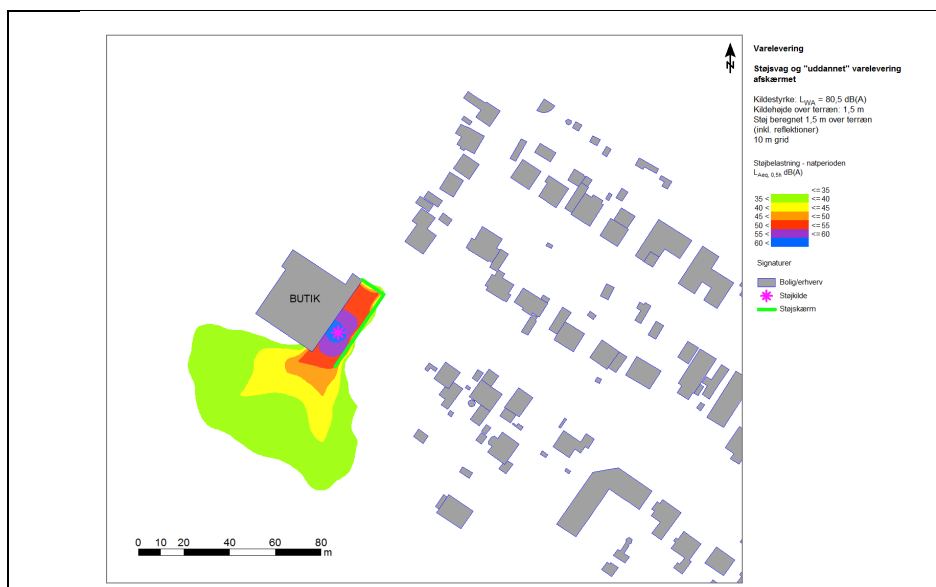 N
Varelevering
Støjsvag og "uddannet" varelevering
afskærmet
Kildestyrke: LWA = 80,5 dB(A)
Kildehøjde over terræn: 1,5 m
Støj beregnet 1,5 m over terræn
(inkl. reflektioner)
10 m grid
Støjbelastning - natperioden
LAeq, 0,5h dB(A)
<= 35
35 < <= 40
40 < <= 45
45 < <= 50
50 < <= 55
55 < <= 60
60 <
Signaturer
Bolig/erhverv
Støjkilde
Støjskærm
BUTIK
0 10 20 40 60 80
m